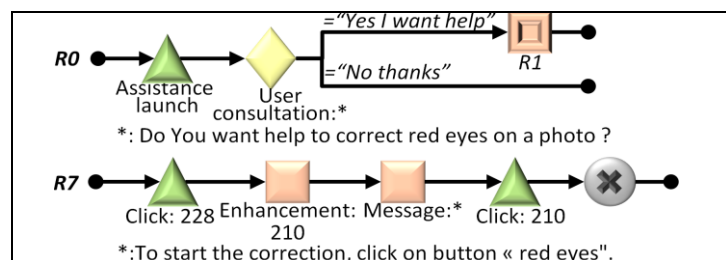 ="Yes I want help"
R0
R1
="No thanks"
Assistance
launch
User
consultation:*
*: Do You want help to correct red eyes on a photo ?
R7
Click: 228
Enhancement:
210
Message:*
Click: 210
*:To start the correction, click on button « red eyes".